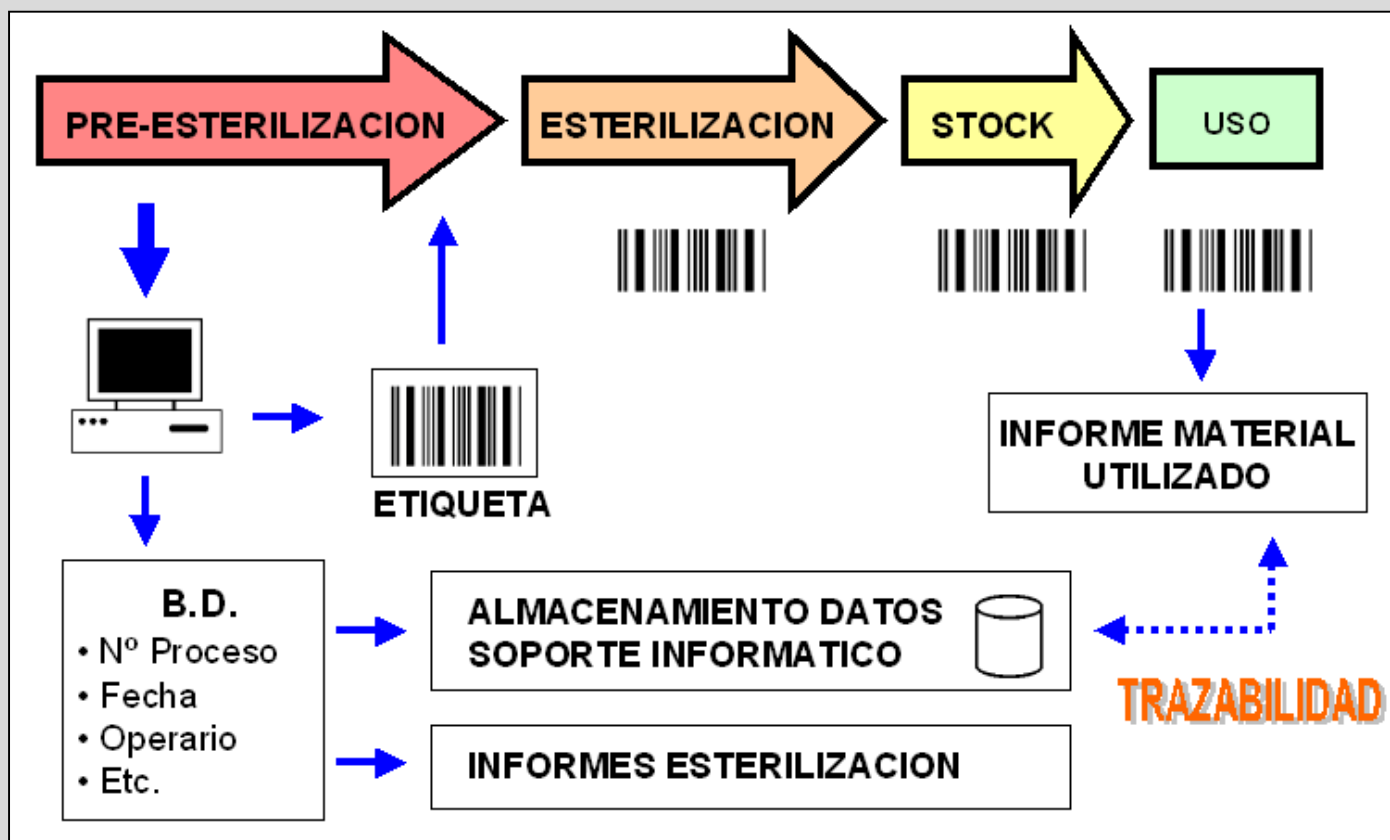 PRE-ESTERILIZACION
ESTERILIZACION
STOCK
USO
ETIQUETA
INFORME MATERIAL
UTILIZADO
B.D.
• Nº Proceso
• Fecha
• Operario
• Etc.
ALMACENAMIENTO DATOS
SOPORTE INFORMATICO
TRAZABILIDAD
INFORMES ESTERILIZACION